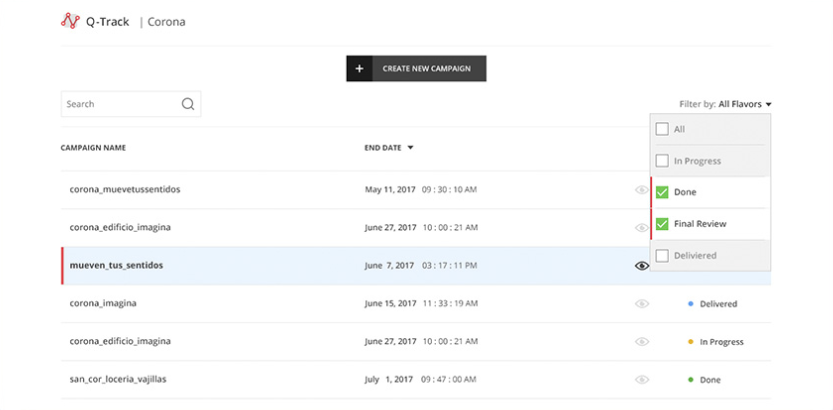 Q-Track | Corona
+ CREATE NEW CAMPAIGN
Search
Filter by: All Flavors
All
CAMPAIGN NAME END DATE
In Progress
corona_muevetussentidos May 11, 2017 09 : 30 : 10 AM Done
corona_edificio_imagina June 27, 2017 10 : 00 : 21 AM Final Review
Deliviered
mueven_tus_sentidos June 7, 2017 03 : 17 : 11 PM
corona_imagina June 15, 2017 11 : 33 : 19 AM Delivered
corona_edificio_imagina June 27, 2017 10 : 00 : 21 AM In Progress
san_cor_loceria_vajillas July 1, 2017 09 : 47 : 00 AM Done